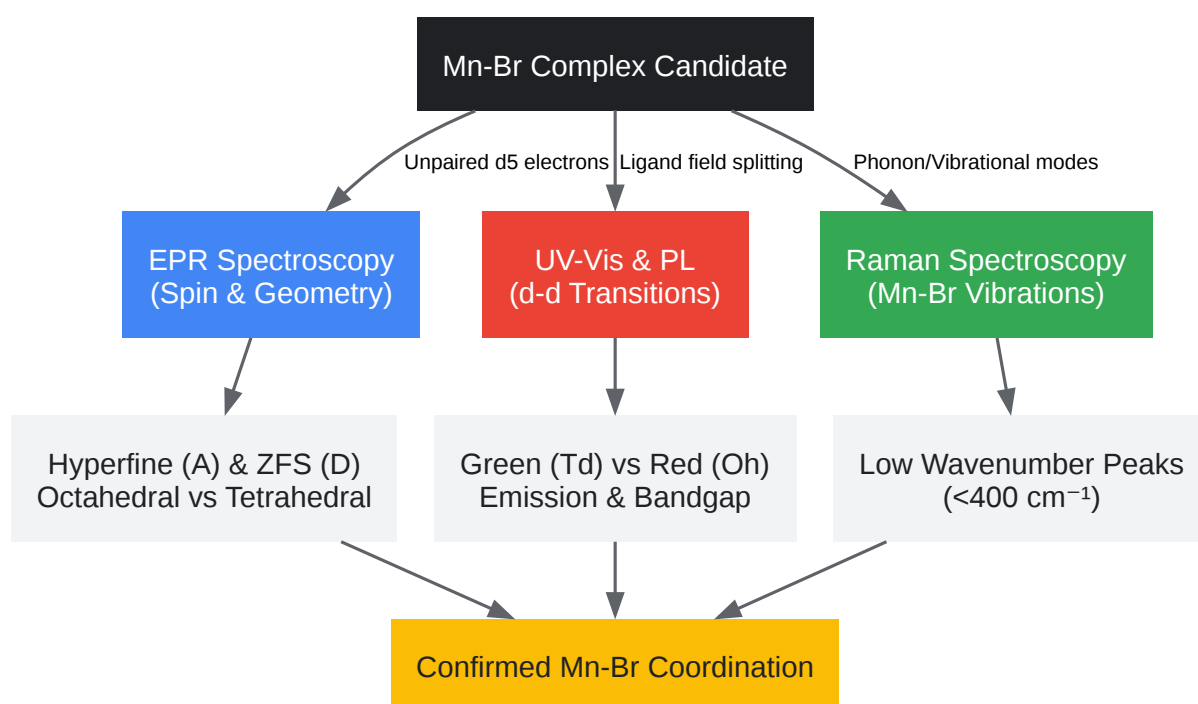 Mn-Br Complex Candidate
Unpaired d5 electrons
Ligand field splitting
Phonon/Vibrational modes
EPR Spectroscopy
(Spin & Geometry)
UV-Vis & PL
(d-d Transitions)
Raman Spectroscopy
(Mn-Br Vibrations)
Hyperfine (A) & ZFS (D)
Octahedral vs Tetrahedral
Green (Td) vs Red (Oh)
Emission & Bandgap
Low Wavenumber Peaks
(<400 cm⁻¹)
Confirmed Mn-Br Coordination